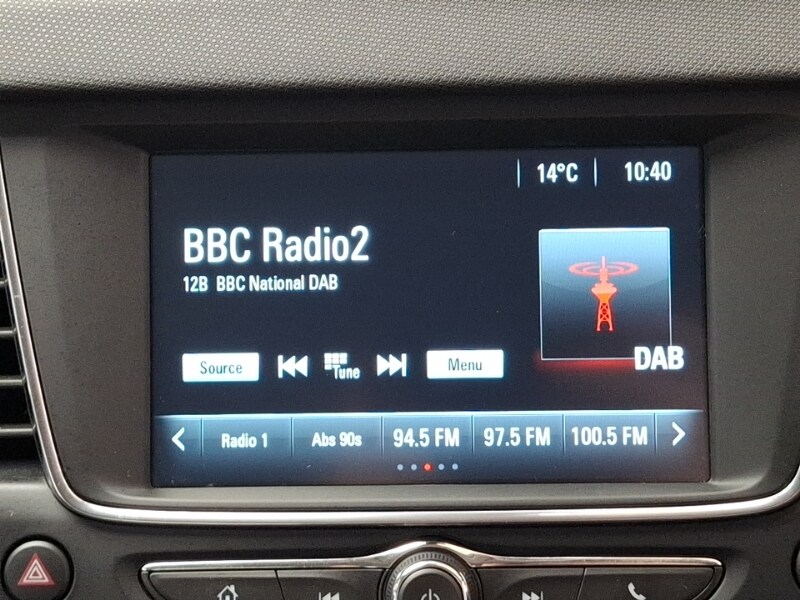 14°C 10:40
BBC Radio2
12B BBC National DAB
DAB
Source Tune Menu
Radio 1 Abs 90s 94.5 FM 97.5 FM 100.5 FM